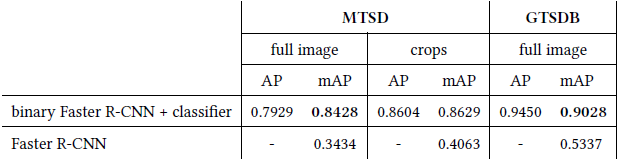 MTSD GTSDB
full image crops full image
AP mAP AP mAP AP mAP
binary Faster R-CNN + classifier 0.7929 0.8428 0.8604 0.8629 0.9450 0.9028
Faster R-CNN - 0.3434 - 0.4063 - 0.5337